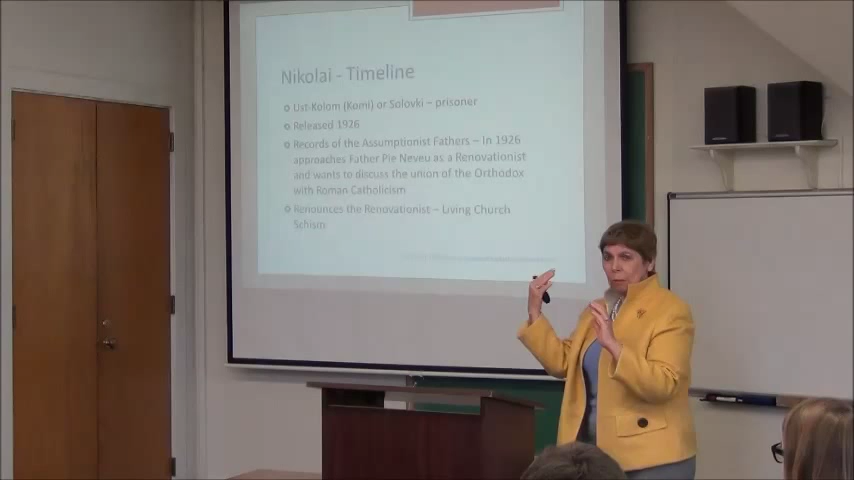 Nikolai - Timeline
Ust-Kolom (Komi) or Solovki – prisoner
Released 1926
Records of the Assumptionist Fathers – In 1926
approaches Father Pie Neveu as a Renovationist
and wants to discuss the union of the Orthodox
with Roman Catholicism
Renounces the Renovationist – Living Church
Schism